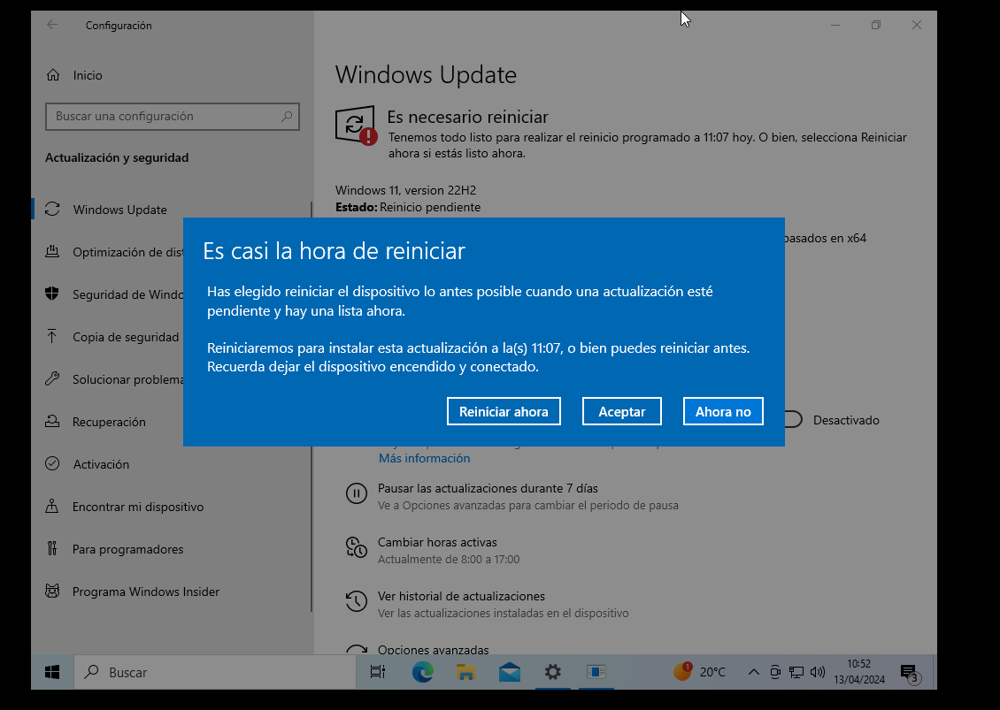 Configuración
Inicio
Buscar una configuración
Actualización y seguridad
Windows Update
Optimización de dist
Seguridad de Windo
Copia de seguridad
Solucionar problema
Recuperación
Activación
Encontrar mi dispositivo
Para programadores
Programa Windows Insider
Windows Update
Es necesario reiniciar
Tenemos todo listo para realizar el reinicio programado a 11:07 hoy. O bien, selecciona Reiniciar
ahora si estás listo ahora.
Windows 11, version 22H2
Estado: Reinicio pendiente
basados en x64
Es casi la hora de reiniciar
Has elegido reiniciar el dispositivo lo antes posible cuando una actualización esté
pendiente y hay una lista ahora.
Reiniciaremos para instalar esta actualización a la(s) 11:07, o bien puedes reiniciar antes.
Recuerda dejar el dispositivo encendido y conectado.
Reiniciar ahora
Aceptar
Ahora no
Desactivado
Más información
Pausar las actualizaciones durante 7 días
Ve a Opciones avanzadas para cambiar el periodo de pausa
Cambiar horas activas
Actualmente de 8:00 a 17:00
Ver historial de actualizaciones
Ver las actualizaciones instaladas en el dispositivo
Opciones avanzadas
Buscar
1
20°C
10:52
13/04/2024
3